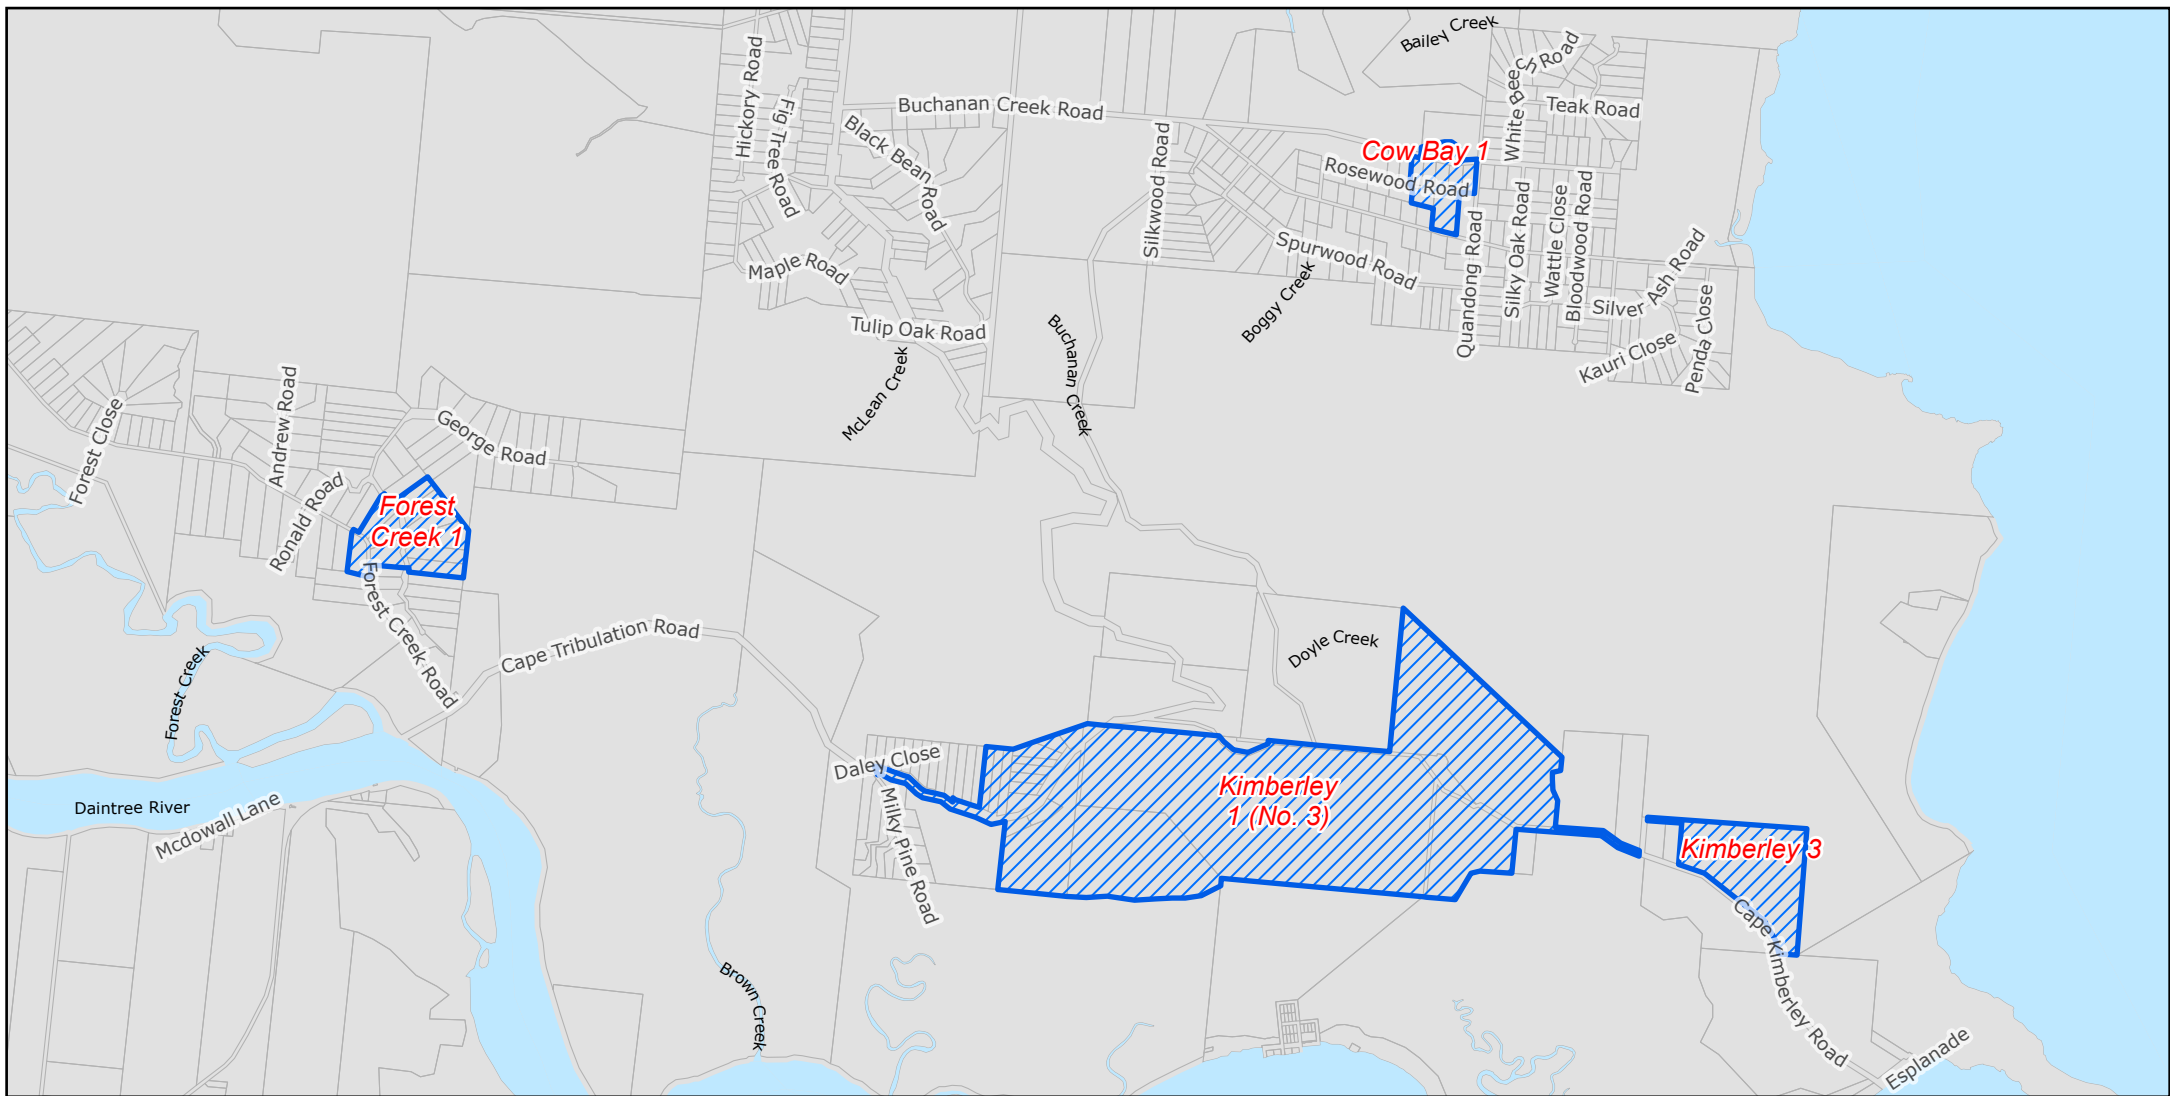 Bailey Creek
Hickory Road
Fig Tree Road
Buchanan Creek Road
Black Bean Road
Silkwood Road
White Beech Road
Teak Road
Cow Bay 1
Rosewood Road
Spurwood Road
Boggy Creek
Quandong Road
Silky Oak Road
Wattle Close
Bloodwood Road
Silver Ash Road
Kauri Close
Penda Close
Maple Road
Tulip Oak Road
McLean Creek
Buchanan Creek
Forest Close
Andrew Road
George Road
Ronald Road
Forest
Creek 1
Forest Creek Road
Cape Tribulation Road
Forest Creek
Doyle Creek
Daley Close
Milky Pine Road
Kimberley
1 (No. 3)
Kimberley 3
Daintree River
Mcdowall Lane
Brown Creek
Cape Kimberley Road
Esplanade